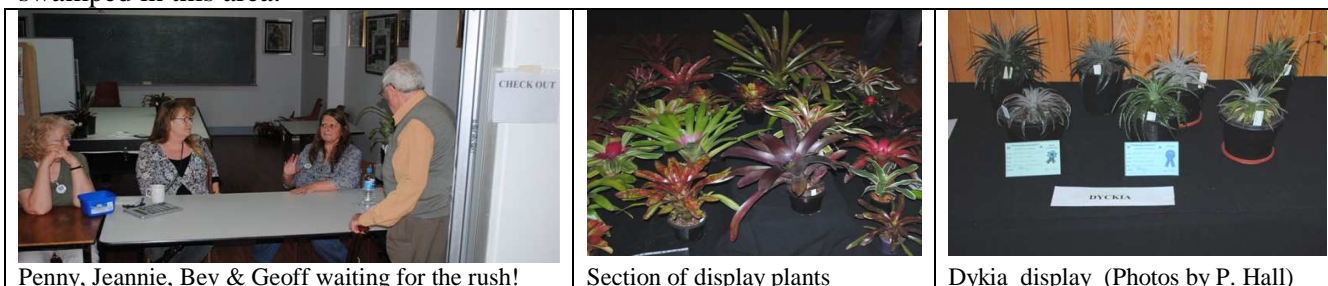 swamped in this area.
CHECK OUT
DYCKIA
Penny, Jeannie, Bev & Geoff waiting for the rush!
Section of display plants
Dykia display (Photos by P. Hall)